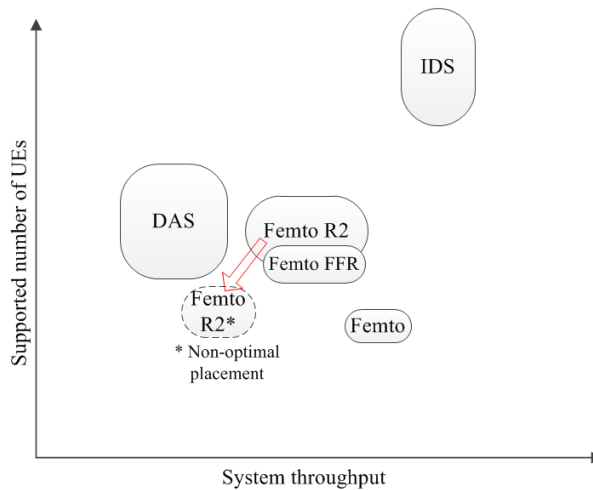 IDS
Supported number of UEs
DAS
Femto R2
Femto FFR
Femto
R2*
Femto
* Non-optimal
placement
System throughput